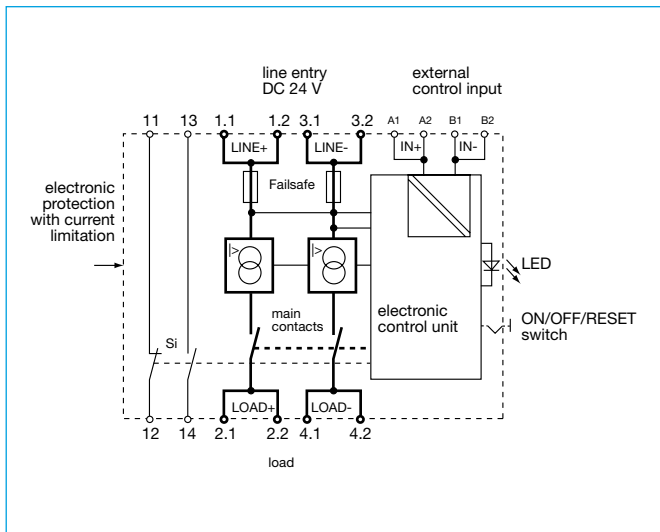 line entry
DC 24 V
external
control input
11 13 1.1 1.2 3.1 3.2 A1 A2 B1 B2
LINE+ LINE- IN+ IN-
Failsafe
electronic
protection
with current
limitation
I> I>
LED
main
contacts
electronic
control unit
ON/OFF/RESET
switch
Si
LOAD+ LOAD-
12 14 2.1 2.2 4.1 4.2
load